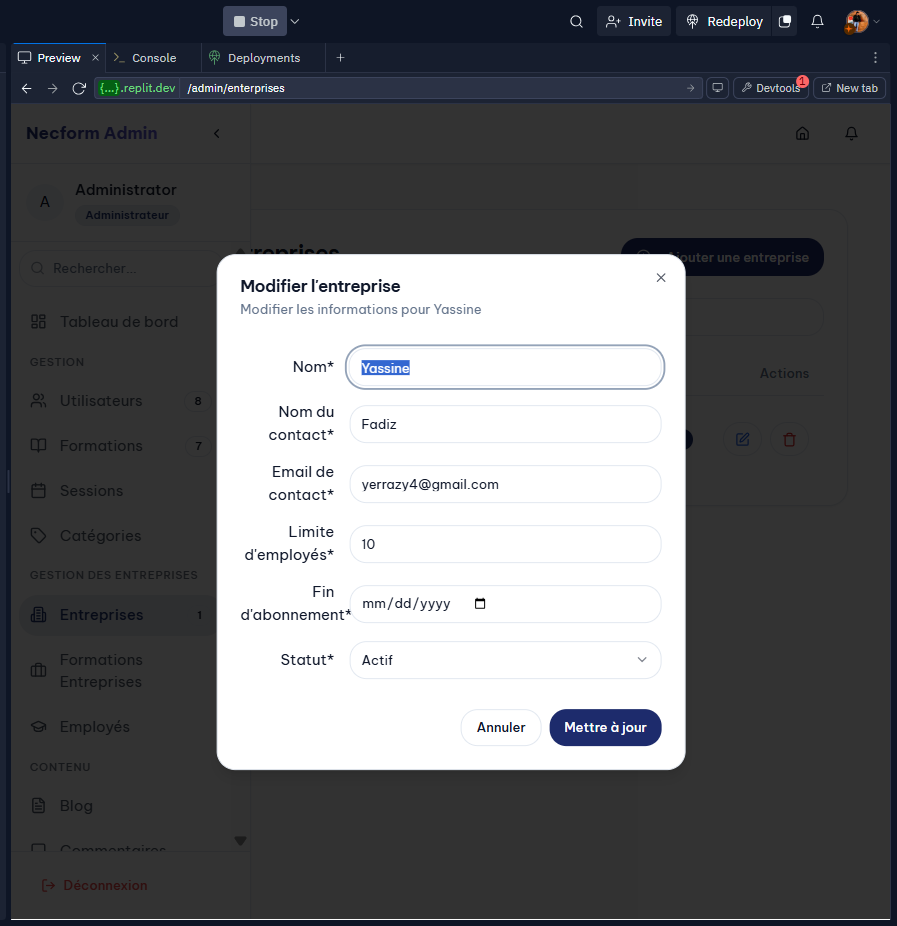 Stop
Invite
Redeploy
Preview
Console
Deployments
{...}.replit.dev /admin/enterprises
Devtools
1
New tab
Necform Admin
A
Administrator
Administrateur
Rechercher...
Tableau de bord
GESTION
Utilisateurs 8
Formations 7
Sessions
Catégories
GESTION DES ENTREPRISES
Entreprises 1
Formations
Entreprises
Employés
CONTENU
Blog
Commentaires
Déconnexion
une entreprise
Actions
Modifier l'entreprise
Modifier les informations pour Yassine
Nom*
Yassine
Nom du
contact*
Fadiz
Email de
contact*
yerrazy4@gmail.com
Limite
d'employés*
10
Fin
d'abonnement*
mm/dd/yyyy
Statut*
Actif
Annuler
Mettre à jour